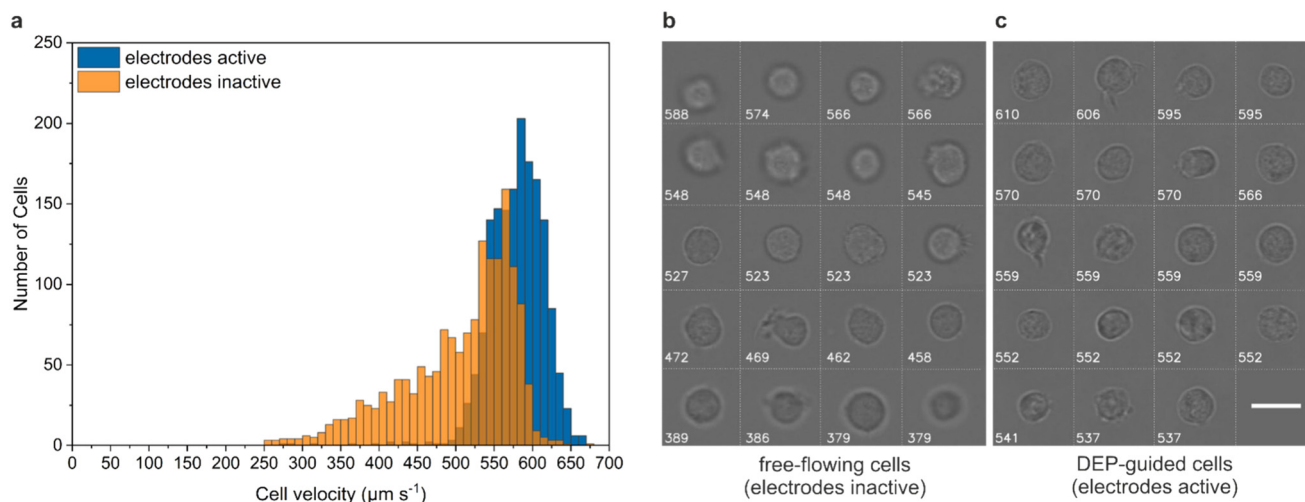 a
250
200
150
100
50
0
Number of Cells
electrodes active
electrodes inactive
0 25 50 100 150 200 250 300 350 400 450 500 550 600 650 700
Cell velocity (µm s⁻¹)
b
588 574 566 566
548 548 548 545
527 523 523 523
472 469 462 458
389 386 379 379
free-flowing cells
(electrodes inactive)
c
610 606 595 595
570 570 570 566
559 559 559 559
552 552 552 552
541 537 537
DEP-guided cells
(electrodes active)